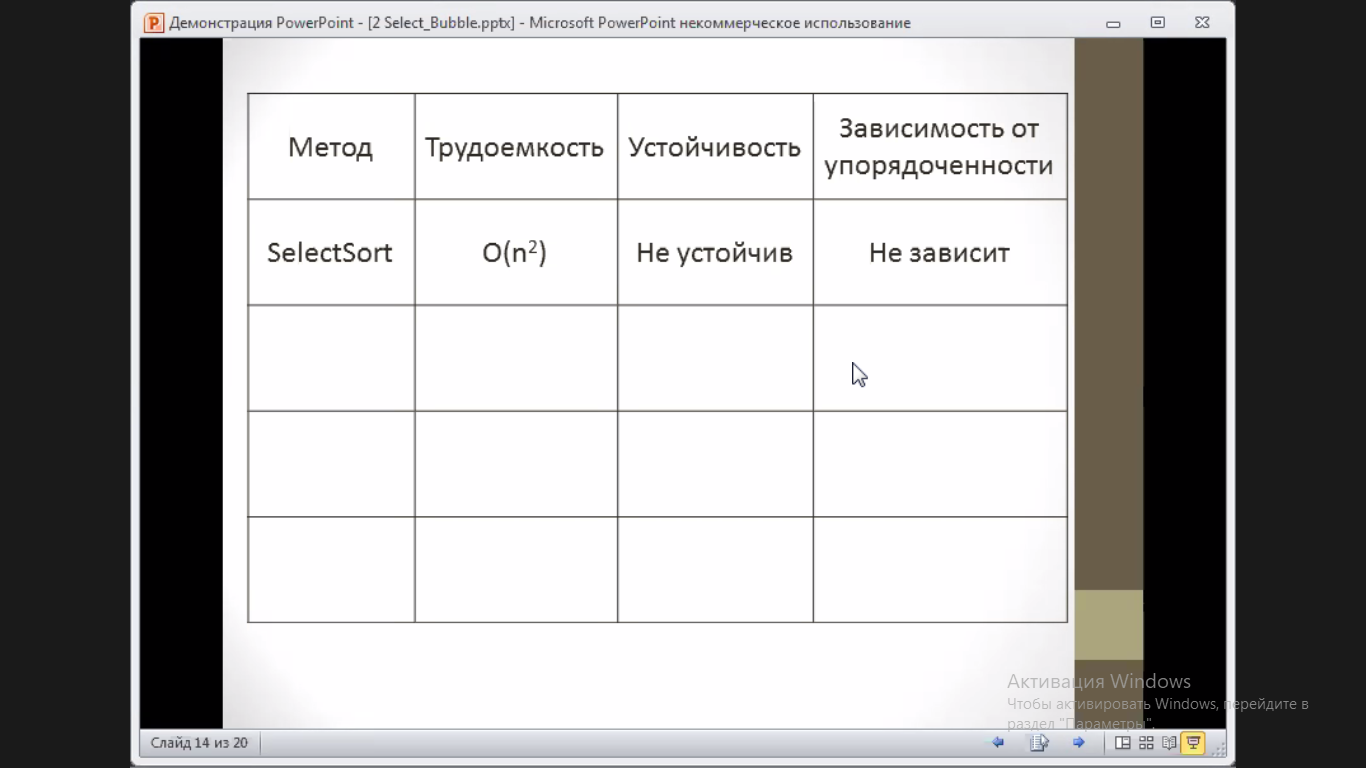 Демонстрация PowerPoint - [2 Select_Bubble.pptx] - Microsoft PowerPoint некоммерческое использование
Метод
Трудоемкость
Устойчивость
Зависимость от
упорядоченности
SelectSort
O(n²)
Не устойчив
Не зависит
Активация Windows
Чтобы активировать Windows, перейдите в
раздел "Параметры".
Слайд 14 из 20